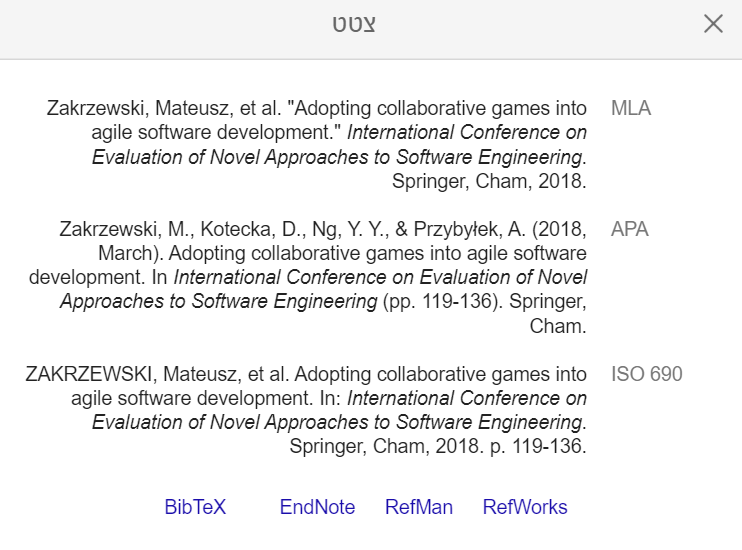 צטט
Zakrzewski, Mateusz, et al. "Adopting collaborative games into
agile software development." International Conference on
Evaluation of Novel Approaches to Software Engineering.
Springer, Cham, 2018.
MLA
Zakrzewski, M., Kotecka, D., Ng, Y. Y., & Przybyłek, A. (2018,
March). Adopting collaborative games into agile software
development. In International Conference on Evaluation of Novel
Approaches to Software Engineering (pp. 119-136). Springer,
Cham.
APA
ZAKRZEWSKI, Mateusz, et al. Adopting collaborative games into
agile software development. In: International Conference on
Evaluation of Novel Approaches to Software Engineering.
Springer, Cham, 2018. p. 119-136.
ISO 690
BibTeX EndNote RefMan RefWorks